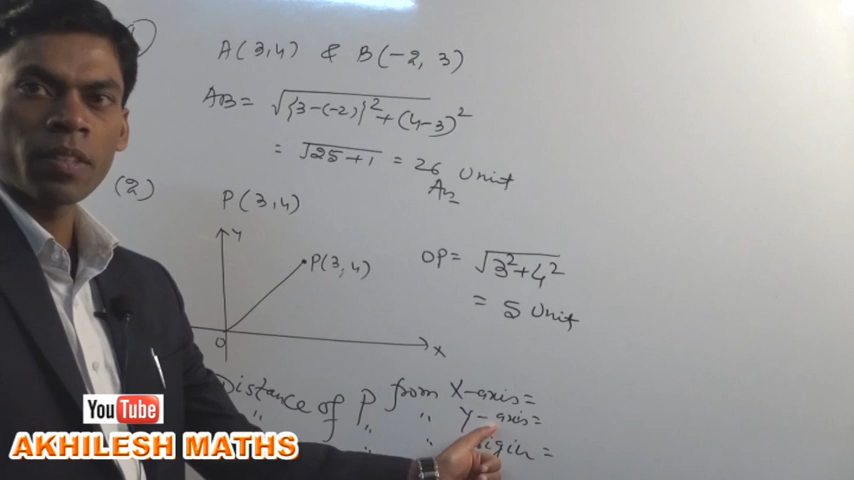 (1)
A(3,4) & B(-2, 3)
AB = √{3-(-2)}² + (4-3)²
= √25+1 = 26 Unit
Ans
(2)
P(3,4)
Y
P(3,4)
O
X
OP = √3²+4²
= 5 Unit
Distance of P from X-axis =
" " " Y-axis =
" " =
YouTube
AKHILESH MATHS